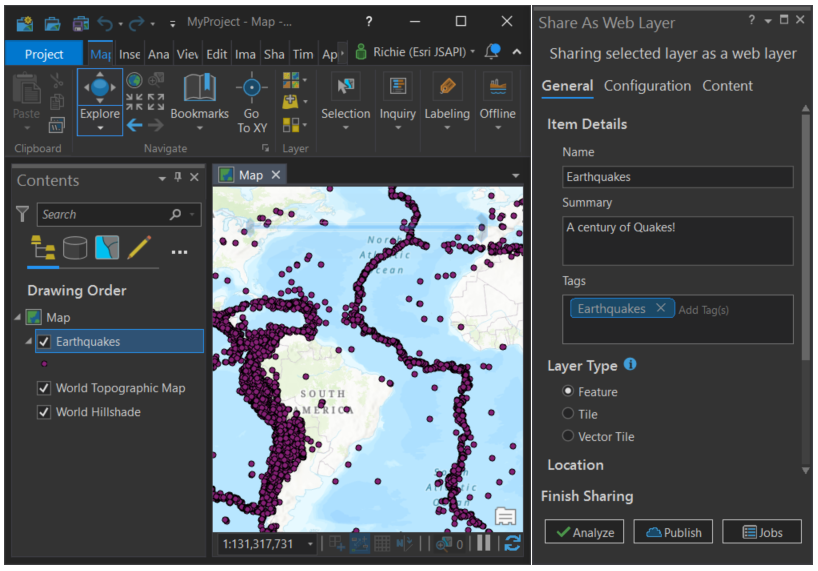 MyProject - Map -...
?
Project
Map
Inse
Ana
Viev
Edit
Ima
Sha
Tim
Ap
Richie (Esri JSAPI)
Paste
Explore
Bookmarks
Go
To XY
Selection
Inquiry
Labeling
Offline
Clipboard
Navigate
Layer
Contents
Search
Drawing Order
Map
Earthquakes
World Topographic Map
World Hillshade
Map
North
Atlantic
Ocean
SOUTH
AMERICA
South
Atlantic
Ocean
1:131,317,731
0
Share As Web Layer
?
Sharing selected layer as a web layer
General Configuration Content
Item Details
Name
Earthquakes
Summary
A century of Quakes!
Tags
Earthquakes
Add Tag(s)
Layer Type
Feature
Tile
Vector Tile
Location
Finish Sharing
Analyze
Publish
Jobs